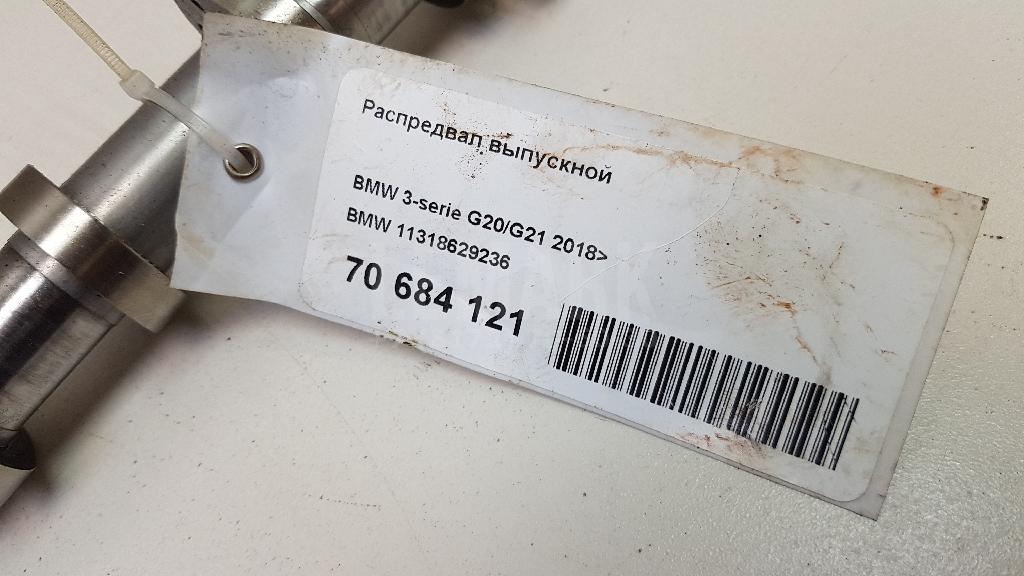 Распредвал выпускной
BMW 3-serie G20/G21 2018>
BMW 11318629236
70 684 121